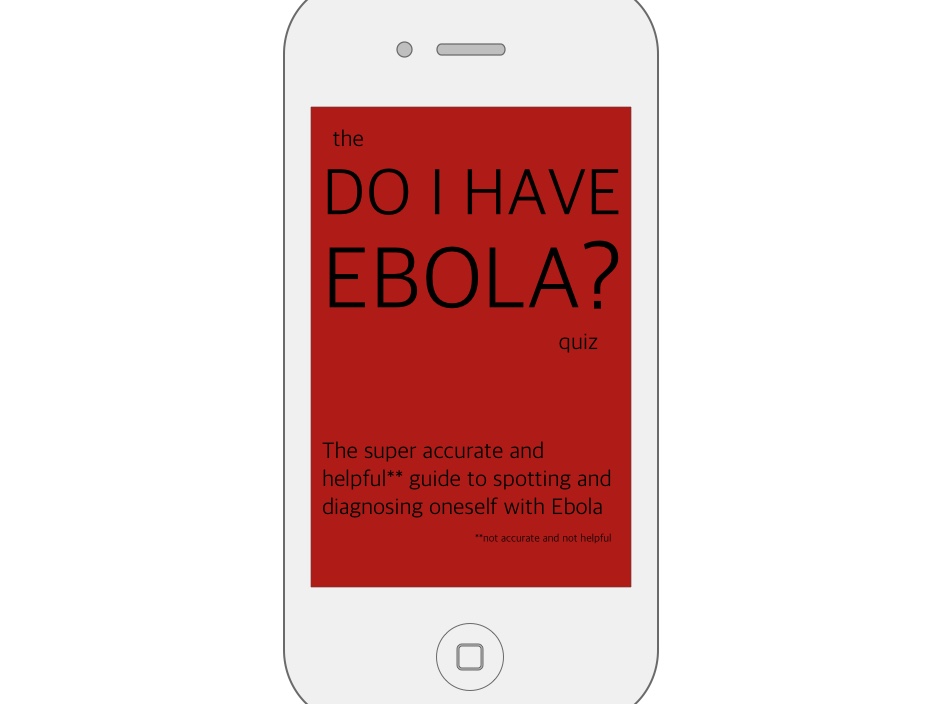 the
DO I HAVE
EBOLA?
quiz
The super accurate and
helpful** guide to spotting and
diagnosing oneself with Ebola
**not accurate and not helpful